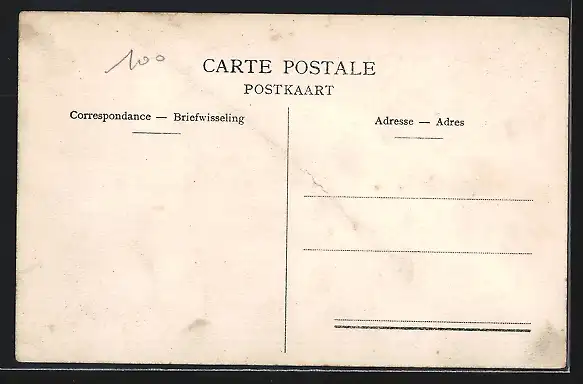 100
CARTE POSTALE
POSTKAART
Correspondance — Briefwisseling
Adresse — Adres